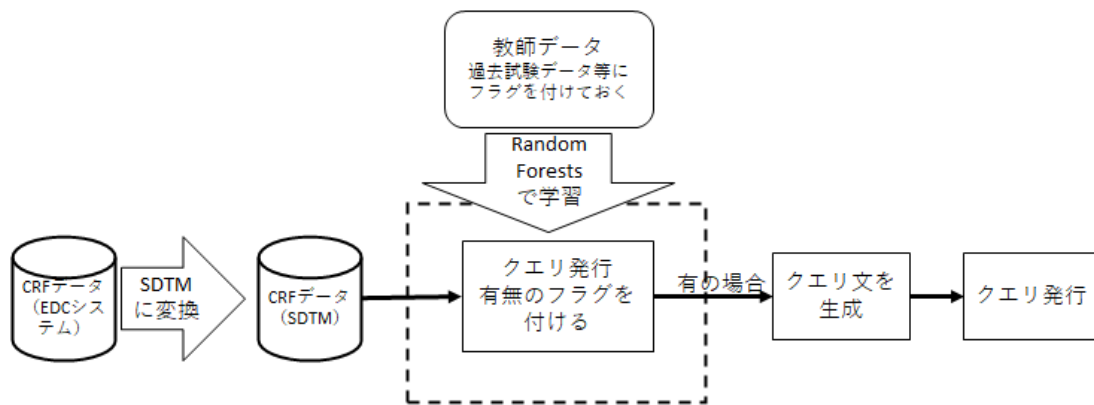 教師データ
過去試験データ等に
フラグを付けておく
Random
Forests
で学習
CRFデータ
（EDCシス
テム）
SDTM
に変換
CRFデータ
（SDTM）
クエリ発行
有無のフラグを
付ける
有の場合
クエリ文を
生成
クエリ発行